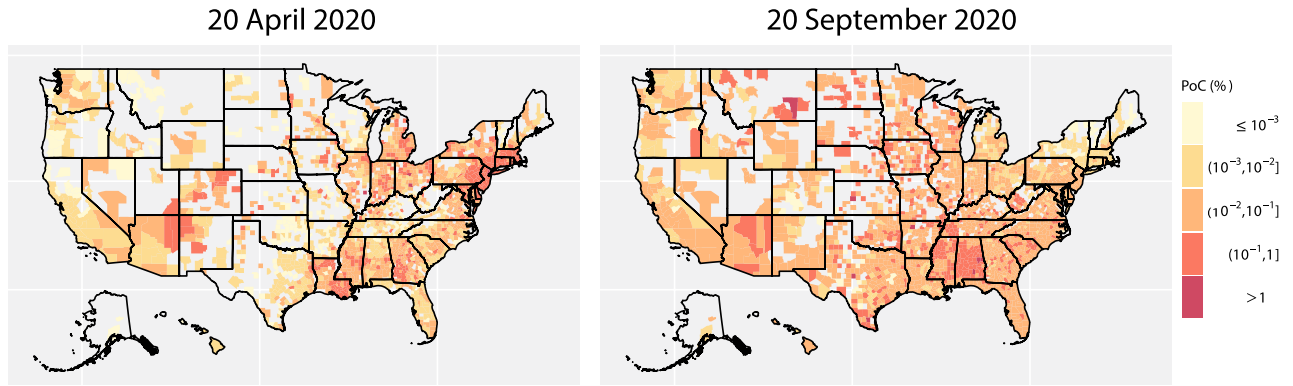 20 April 2020
20 September 2020
PoC (%)
≤ 10⁻³
(10⁻³,10⁻²]
(10⁻²,10⁻¹]
(10⁻¹,1]
>1